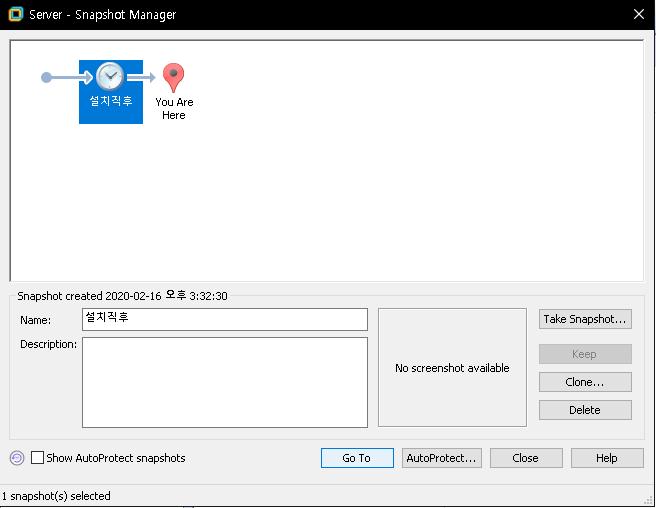 Server - Snapshot Manager
설치직후
You Are
Here
Snapshot created 2020-02-16 오후 3:32:30
Name:
설치직후
Take Snapshot...
Description:
No screenshot available
Keep
Clone...
Delete
Show AutoProtect snapshots
Go To
AutoProtect...
Close
Help
1 snapshot(s) selected